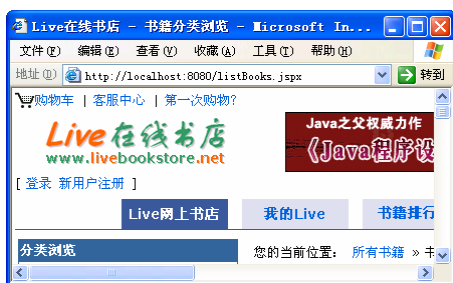 Live在线书店 - 书籍分类浏览 - Microsoft In...
文件(F) 编辑(E) 查看(V) 收藏(A) 工具(T) 帮助(H)
地址(D) http://localhost:8080/listBooks.jspx 转到
购物车 | 客服中心 | 第一次购物?
Live在线书店
www.livebookstore.net
Java之父权威力作
《Java程序设
[ 登录 新用户注册 ]
Live网上书店 我的Live 书籍排行
分类浏览
您的当前位置: 所有书籍 »